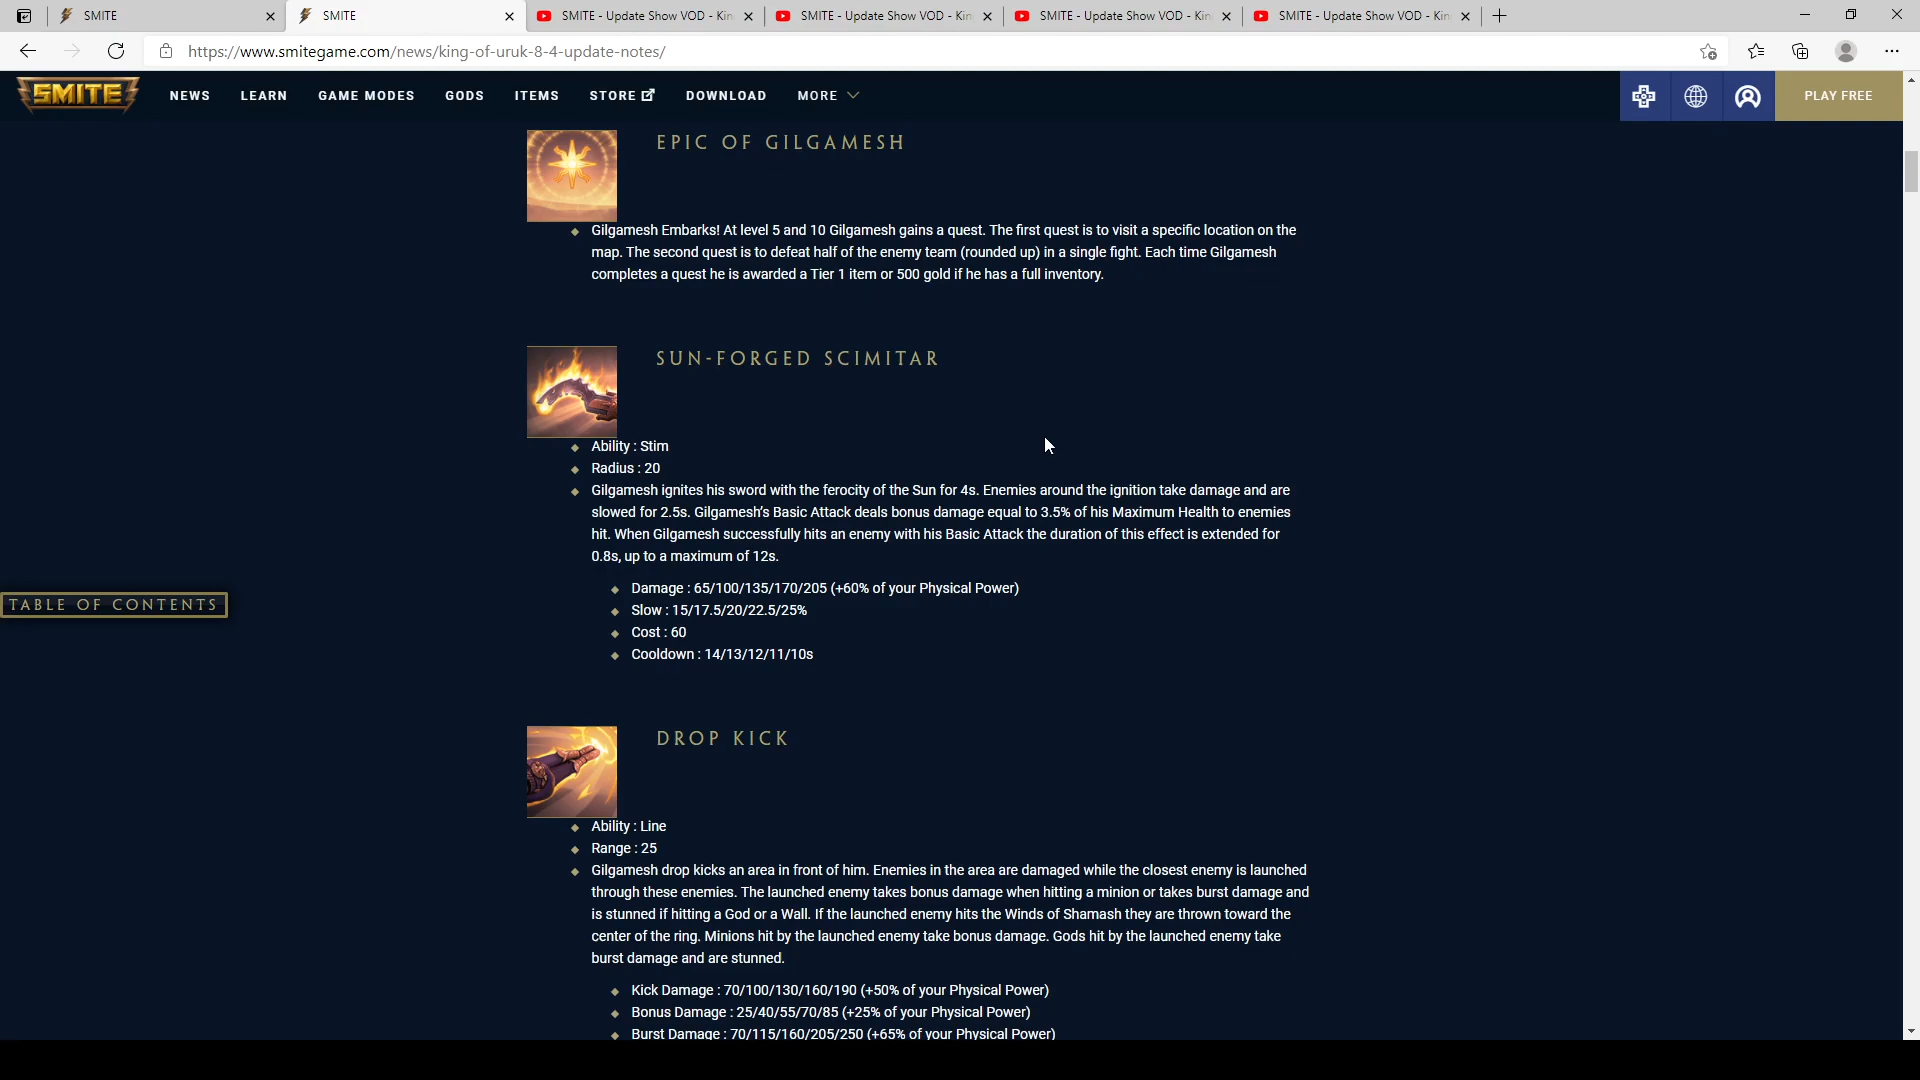 SMITE
SMITE
SMITE - Update Show VOD - Kin
SMITE - Update Show VOD - Kin
SMITE - Update Show VOD - Kin
SMITE - Update Show VOD - Kin
https://www.smitegame.com/news/king-of-uruk-8-4-update-notes/
SMITE NEWS LEARN GAME MODES GODS ITEMS STORE DOWNLOAD MORE PLAY FREE
EPIC OF GILGAMESH
Gilgamesh Embarks! At level 5 and 10 Gilgamesh gains a quest. The first quest is to visit a specific location on the
map. The second quest is to defeat half of the enemy team (rounded up) in a single fight. Each time Gilgamesh
completes a quest he is awarded a Tier 1 item or 500 gold if he has a full inventory.
SUN-FORGED SCIMITAR
Ability : Stim
Radius : 20
Gilgamesh ignites his sword with the ferocity of the Sun for 4s. Enemies around the ignition take damage and are
slowed for 2.5s. Gilgamesh's Basic Attack deals bonus damage equal to 3.5% of his Maximum Health to enemies
hit. When Gilgamesh successfully hits an enemy with his Basic Attack the duration of this effect is extended for
0.8s, up to a maximum of 12s.
Damage : 65/100/135/170/205 (+60% of your Physical Power)
TABLE OF CONTENTS
Slow : 15/17.5/20/22.5/25%
Cost : 60
Cooldown : 14/13/12/11/10s
DROP KICK
Ability : Line
Range : 25
Gilgamesh drop kicks an area in front of him. Enemies in the area are damaged while the closest enemy is launched
through these enemies. The launched enemy takes bonus damage when hitting a minion or takes burst damage and
is stunned if hitting a God or a Wall. If the launched enemy hits the Winds of Shamash they are thrown toward the
center of the ring. Minions hit by the launched enemy take bonus damage. Gods hit by the launched enemy take
burst damage and are stunned.
Kick Damage : 70/100/130/160/190 (+50% of your Physical Power)
Bonus Damage : 25/40/55/70/85 (+25% of your Physical Power)
Burst Damage : 70/115/160/205/250 (+65% of your Physical Power)